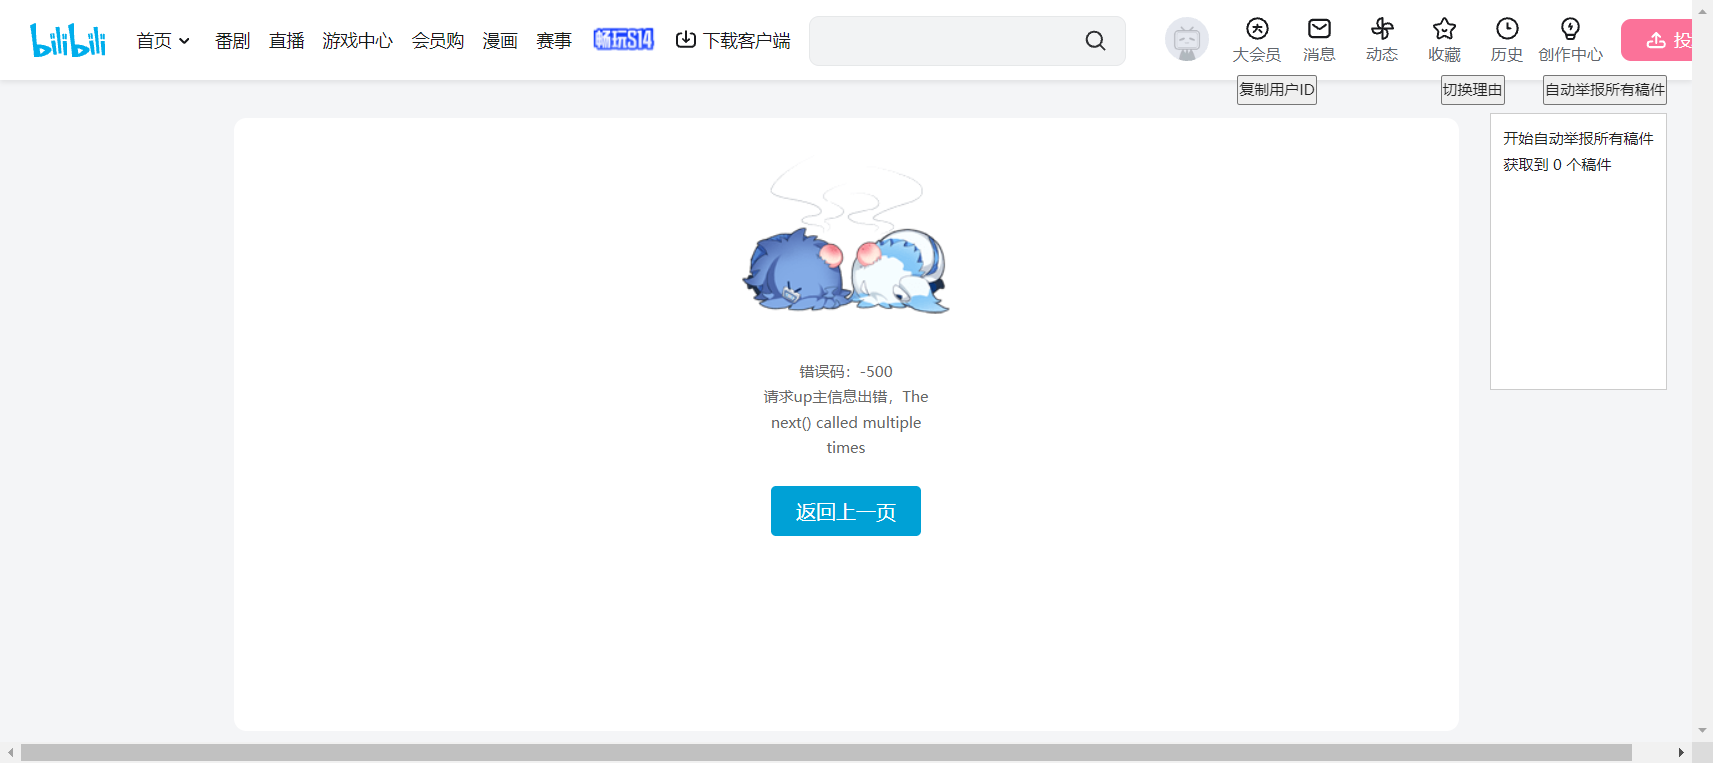 bilibili
首页
番剧
直播
游戏中心
会员购
漫画
赛事
畅玩S14
下载客户端
大会员
消息
动态
收藏
历史
创作中心
投
复制用户ID
切换理由
自动举报所有稿件
开始自动举报所有稿件
获取到 0 个稿件
错误码：-500
请求up主信息出错，The
next() called multiple
times
返回上一页